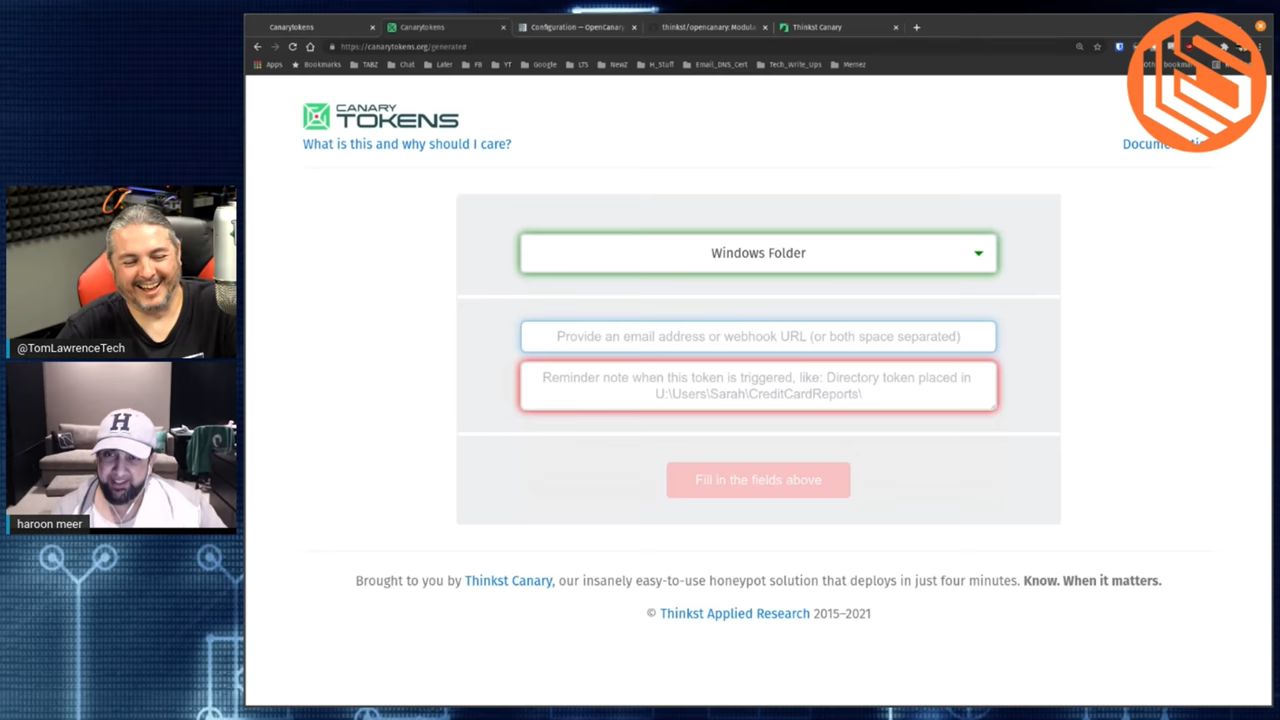 Canarytokens
Canarytokens
Configuration — OpenCanary
thinkst/opencanary: Modula
Thinkst Canary
https://canarytokens.org/generate#
Apps
Bookmarks
TABZ
Chat
Later
FB
YT
Google
LTS
NewZ
H_Stuff
Email_DNS_Cert
Tech_Write_Ups
Memez
CANARY
TOKENS
What is this and why should I care?
Windows Folder
Provide an email address or webhook URL (or both space separated)
Reminder note when this token is triggered, like: Directory token placed in
U:\Users\Sarah\CreditCardReports\
Fill in the fields above
Brought to you by Thinkst Canary, our insanely easy-to-use honeypot solution that deploys in just four minutes. Know. When it matters.
© Thinkst Applied Research 2015–2021
@TomLawrenceTech
H
haroon meer